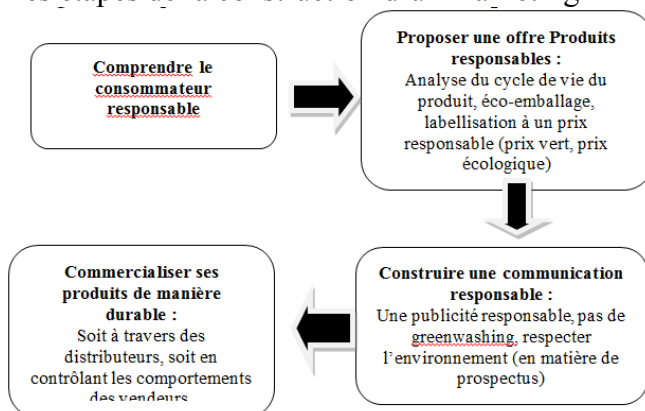 Comprendre le
consommateur
responsable
Proposer une offre Produits
responsables :
Analyse du cycle de vie du
produit, éco-emballage,
labellisation à un prix
responsable (prix vert, prix
écologique)
Construire une communication
responsable :
Une publicité responsable, pas de
greenwashing, respecter
l’environnement (en matière de
prospectus)
Commercialiser ses
produits de manière
durable :
Soit à travers des
distributeurs, soit en
contrôlant les comportements
des vendeurs